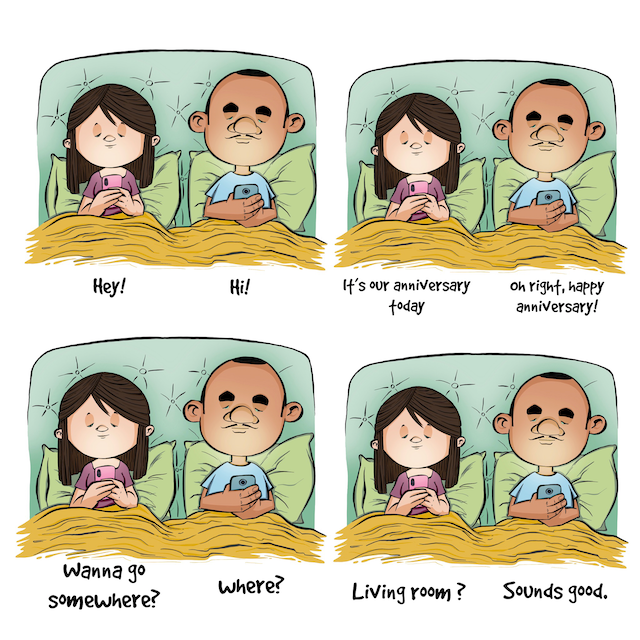 Hey!
Hi!
It's our anniversary
today
Oh right, happy
anniversary!
Wanna go
somewhere?
Where?
Living room?
Sounds good.